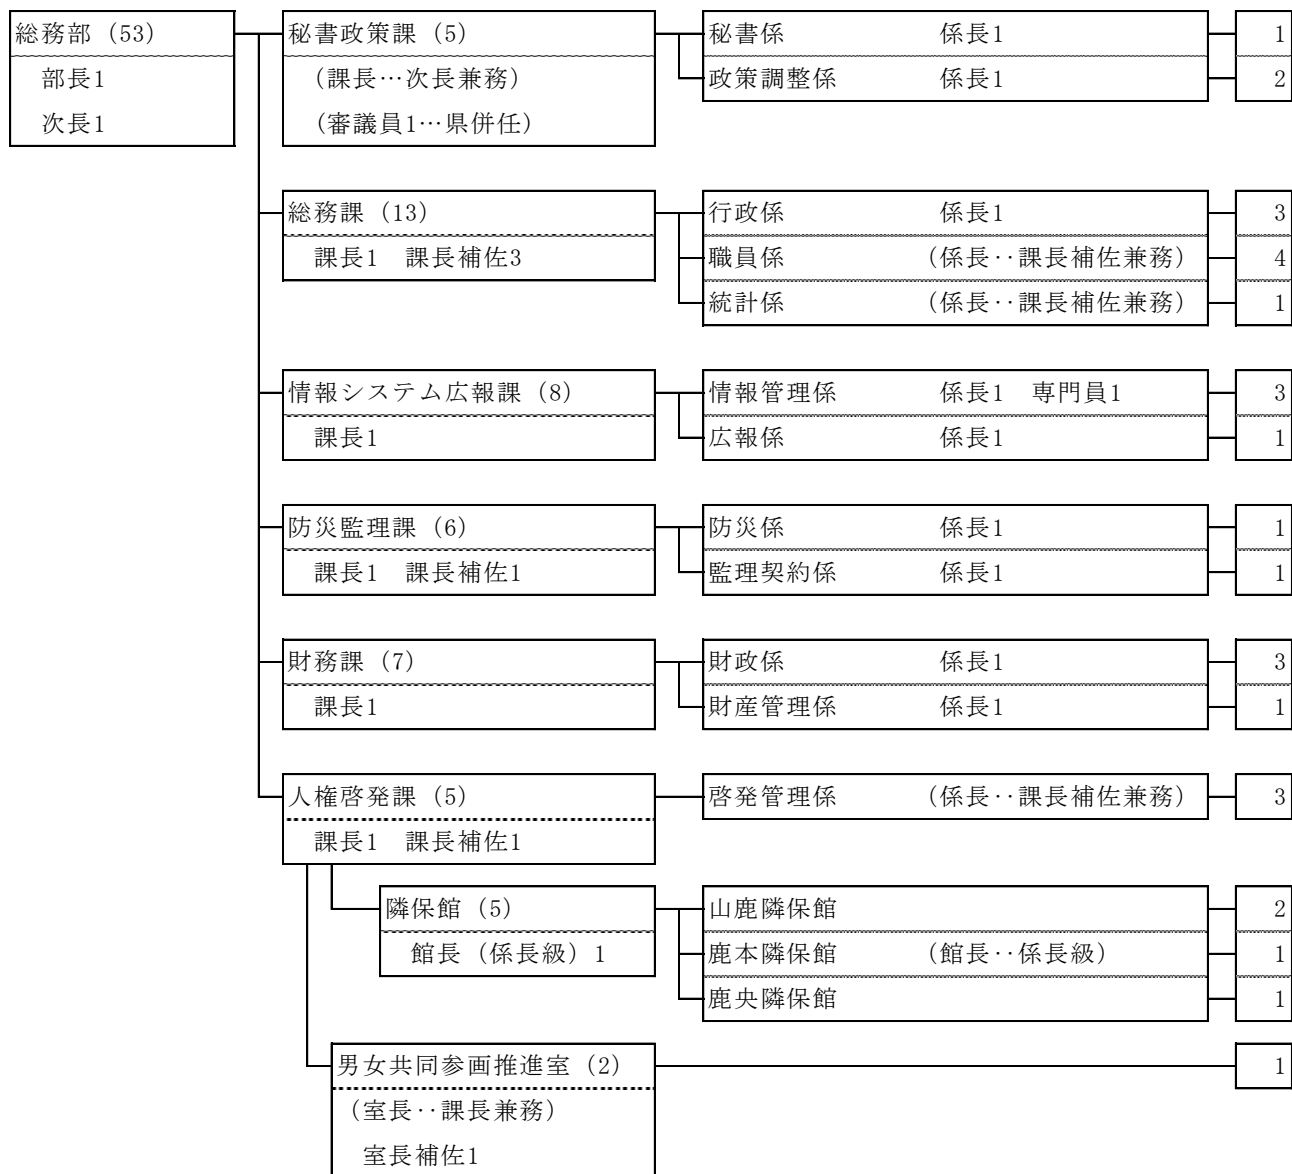 総務部（53）
部長1
次長1
秘書政策課（5）
（課長…次長兼務）
（審議員1…県併任）
秘書係 係長1 1
政策調整係 係長1 2
総務課（13）
課長1 課長補佐3
行政係 係長1 3
職員係 （係長‥課長補佐兼務） 4
統計係 （係長‥課長補佐兼務） 1
情報システム広報課（8）
課長1
情報管理係 係長1 専門員1 3
広報係 係長1 1
防災監理課（6）
課長1 課長補佐1
防災係 係長1 1
監理契約係 係長1 1
財務課（7）
課長1
財政係 係長1 3
財産管理係 係長1 1
人権啓発課（5）
課長1 課長補佐1
啓発管理係 （係長‥課長補佐兼務） 3
隣保館（5）
館長（係長級）1
山鹿隣保館 2
鹿本隣保館 （館長‥係長級） 1
鹿央隣保館 1
男女共同参画推進室（2） 1
（室長‥課長兼務）
室長補佐1